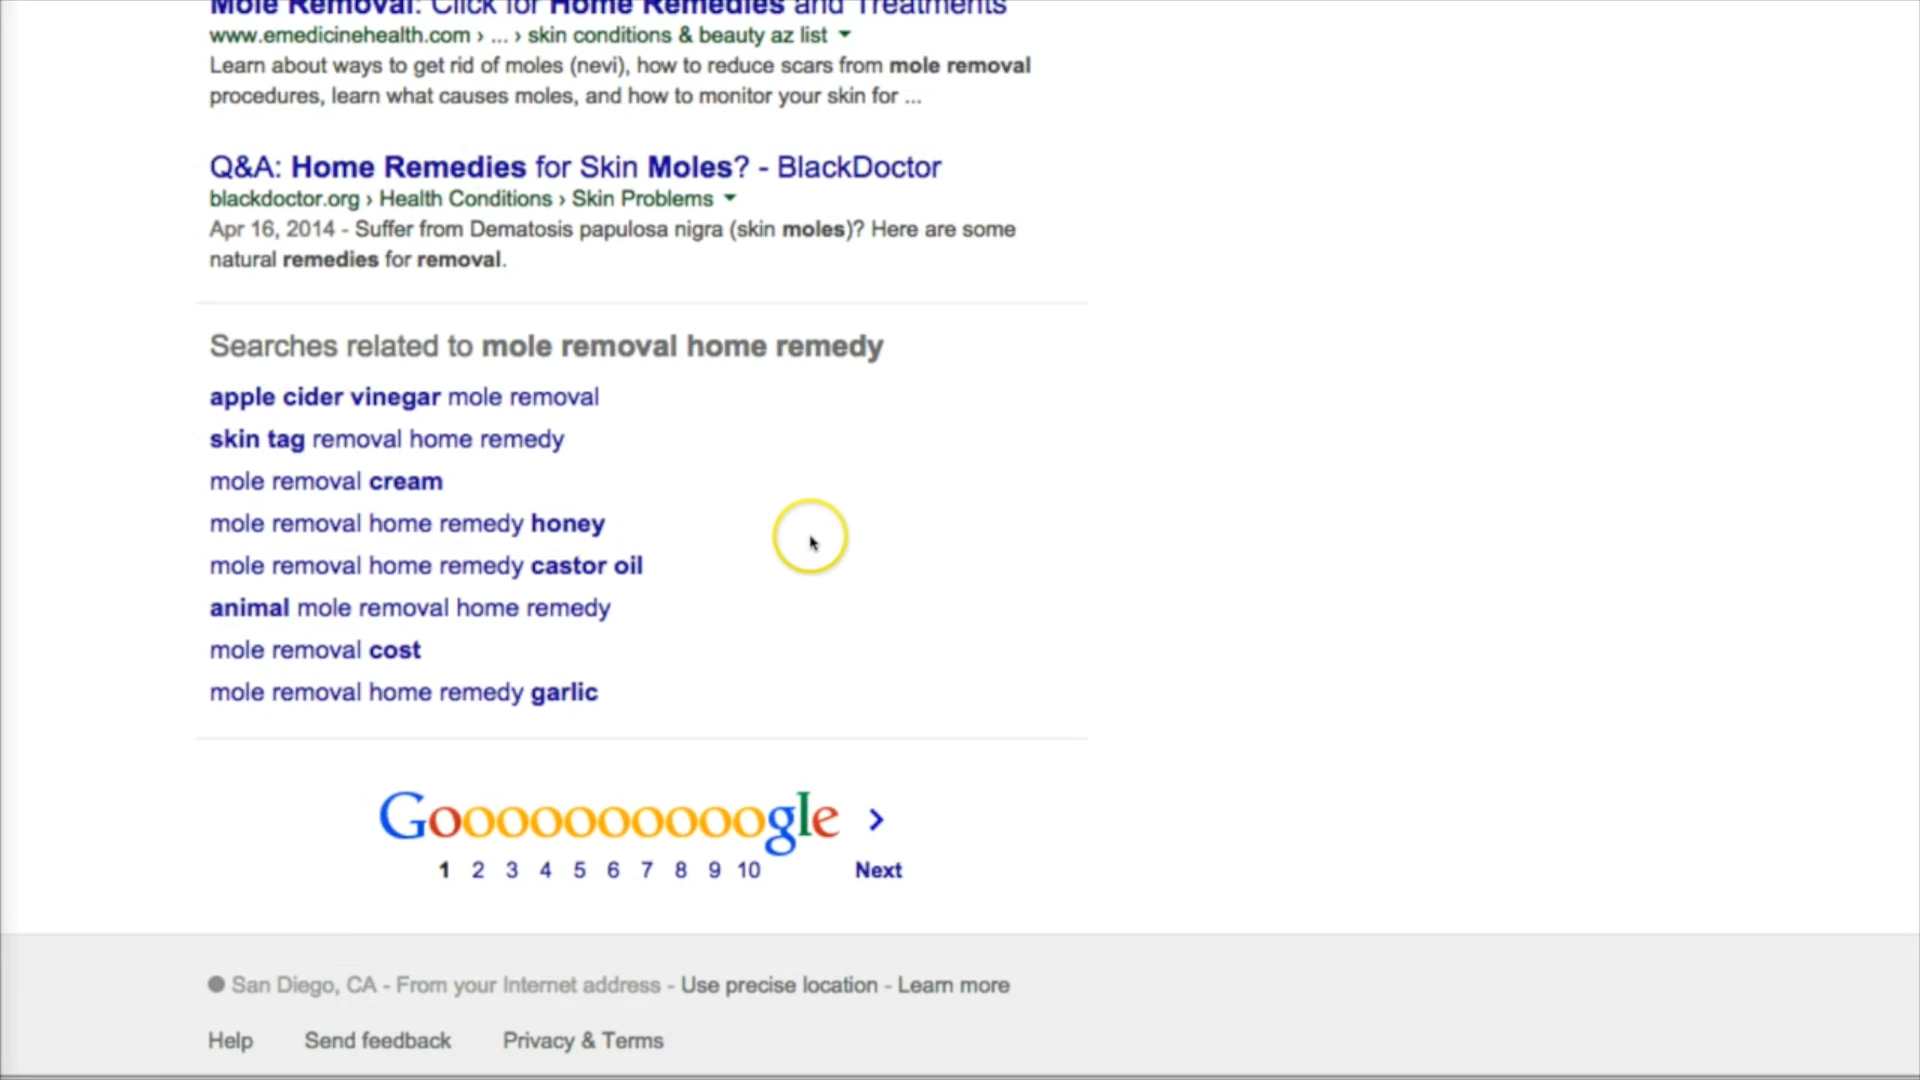 Mole Removal: Click for Home Remedies and Treatments
www.emedicinehealth.com › ... › skin conditions & beauty az list
Learn about ways to get rid of moles (nevi), how to reduce scars from mole removal
procedures, learn what causes moles, and how to monitor your skin for ...
Q&A: Home Remedies for Skin Moles? - BlackDoctor
blackdoctor.org › Health Conditions › Skin Problems
Apr 16, 2014 - Suffer from Dematosis papulosa nigra (skin moles)? Here are some
natural remedies for removal.
Searches related to mole removal home remedy
apple cider vinegar mole removal
skin tag removal home remedy
mole removal cream
mole removal home remedy honey
mole removal home remedy castor oil
animal mole removal home remedy
mole removal cost
mole removal home remedy garlic
Goooooooooogle >
1 2 3 4 5 6 7 8 9 10 Next
San Diego, CA - From your Internet address - Use precise location - Learn more
Help Send feedback Privacy & Terms